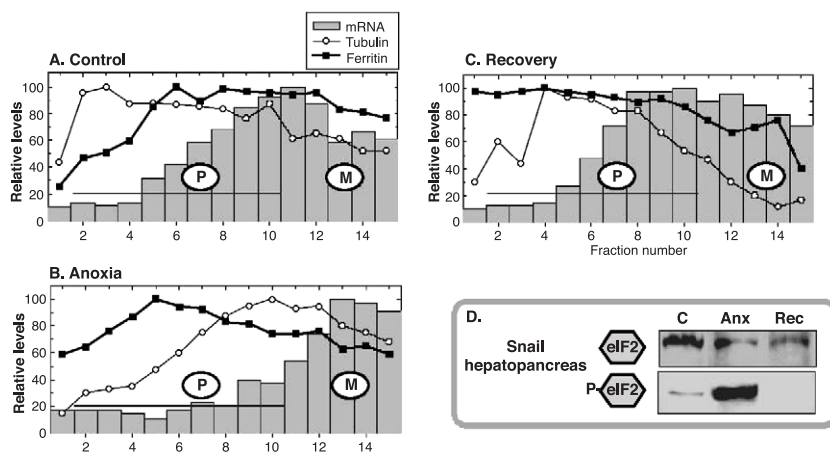 mRNA
Tubulin
Ferritin
A. Control
Relative levels
100
80
60
40
20
0
P
M
2 4 6 8 10 12 14
C. Recovery
Relative levels
100
80
60
40
20
0
P
M
2 4 6 8 10 12 14
Fraction number
B. Anoxia
Relative levels
100
80
60
40
20
0
P
M
2 4 6 8 10 12 14
D.
C Anx Rec
Snail
hepatopancreas
eIF2
P-eIF2